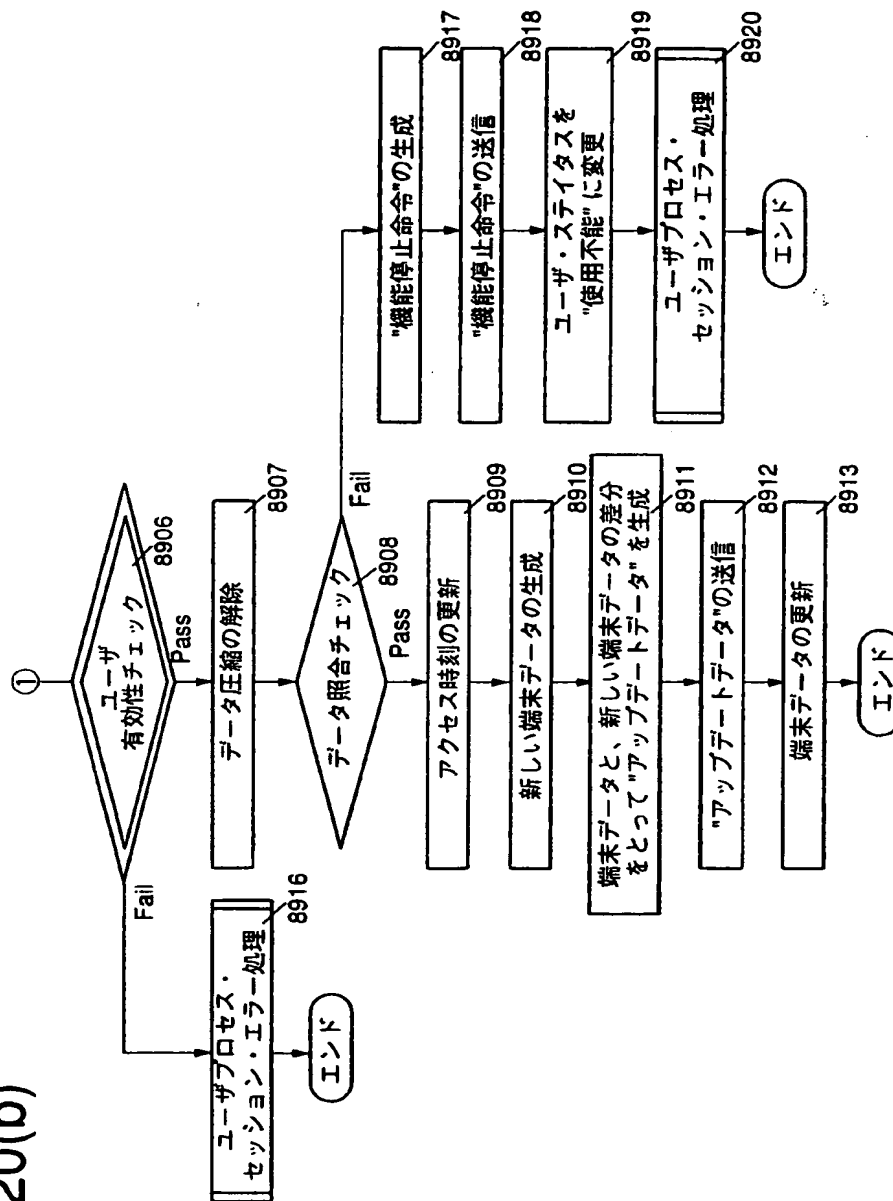 20(b)
①
ユーザ
有効性チェック
8906
Fail
Pass
ユーザプロセス・
セッション・エラー処理
8916
エンド
データ圧縮の解除
8907
データ照合チェック
8908
Fail
Pass
アクセス時刻の更新
8909
新しい端末データの生成
8910
端末データと、新しい端末データの差分
をとって"アップデートデータ"を生成
8911
"アップデートデータ"の送信
8912
端末データの更新
8913
エンド
"機能停止命令"の生成
8917
"機能停止命令"の送信
8918
ユーザ・ステイタスを
"使用不能"に変更
8919
ユーザプロセス・
セッション・エラー処理
8920
エンド